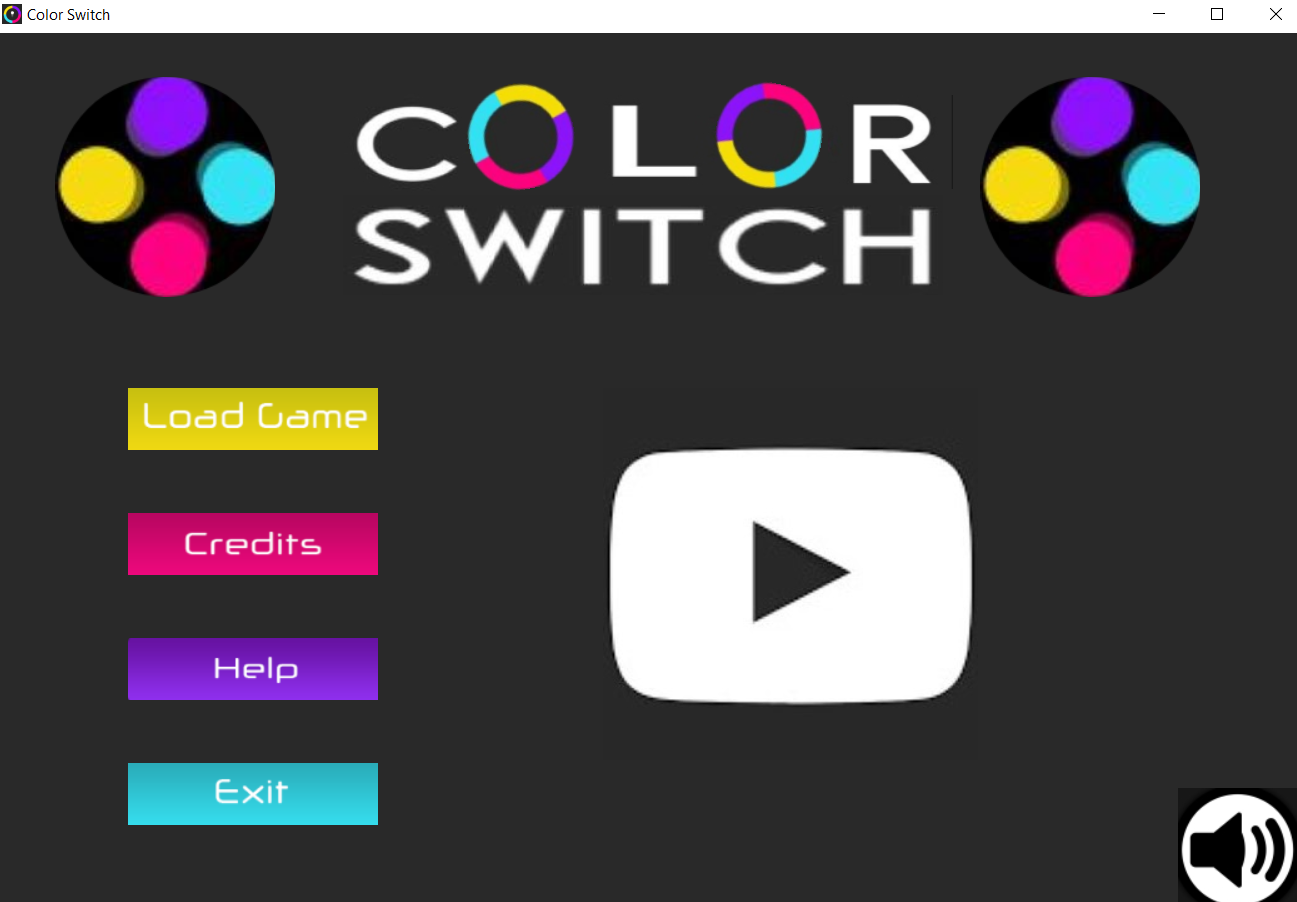 Color Switch
COLOR
SWITCH
Load Game
Credits
Help
Exit